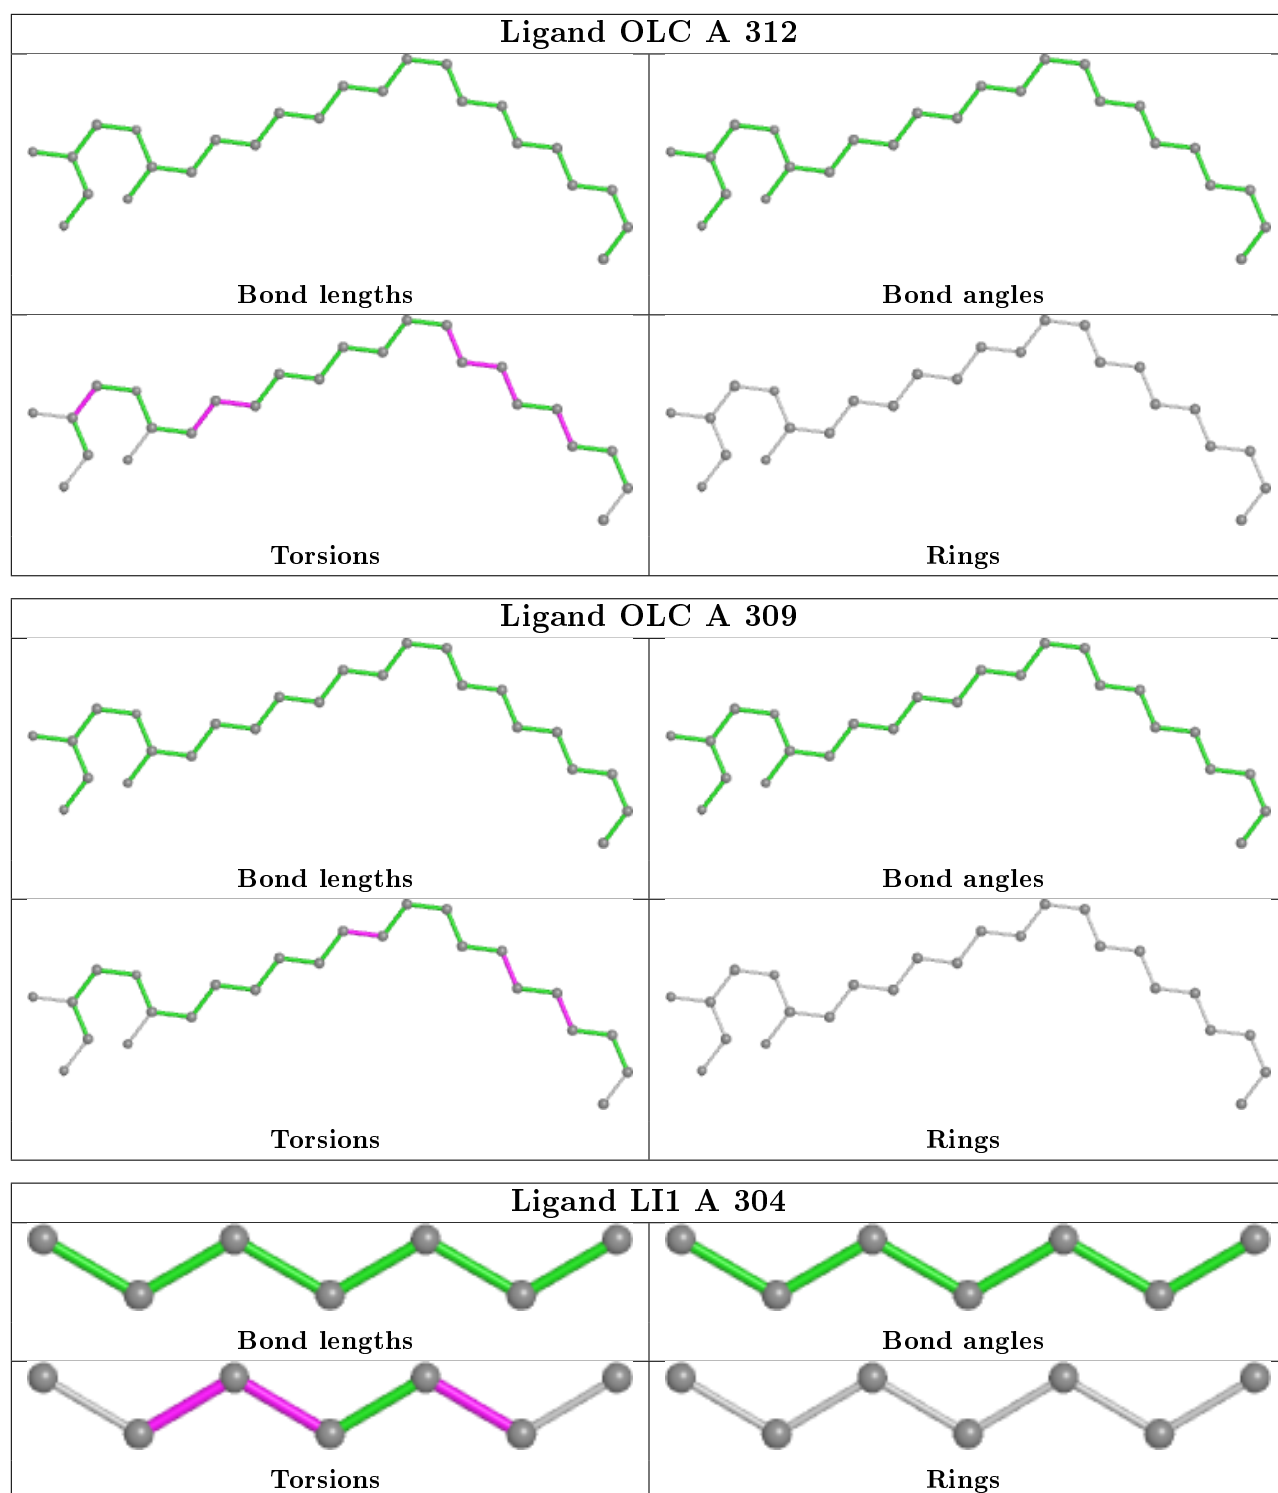 Ligand OLC A 312
Bond lengths
Bond angles
Torsions
Rings
Ligand OLC A 309
Bond lengths
Bond angles
Torsions
Rings
Ligand LI1 A 304
Bond lengths
Bond angles
Torsions
Rings